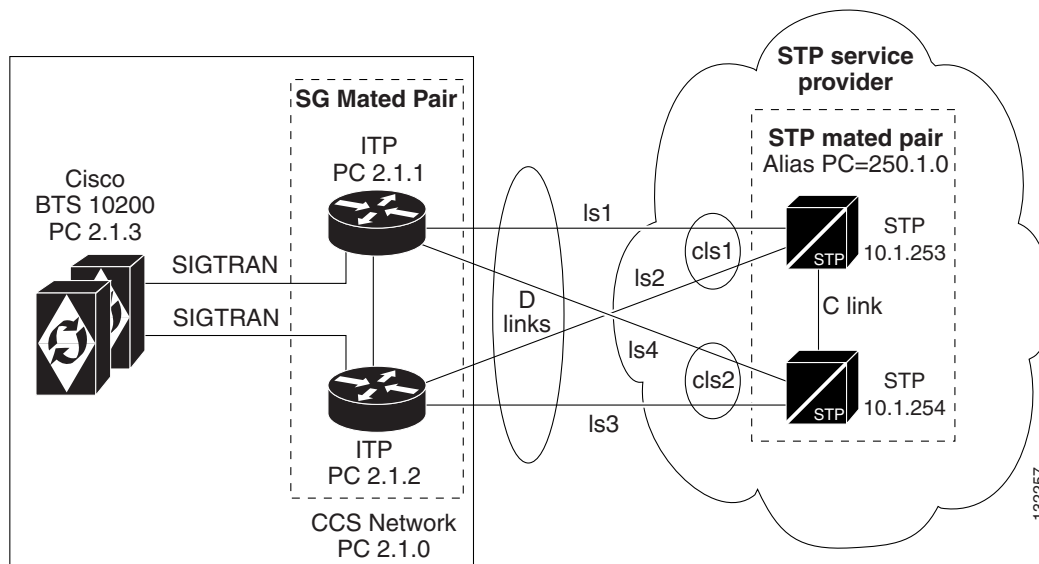 STP service
provider
SG Mated Pair
STP mated pair
Alias PC=250.1.0
ITP
PC 2.1.1
Cisco
BTS 10200
PC 2.1.3
ls1
STP
10.1.253
STP
cls1
SIGTRAN
ls2
D
links
C link
SIGTRAN
ls4
cls2
STP
10.1.254
STP
ls3
ITP
PC 2.1.2
CCS Network
PC 2.1.0
132257